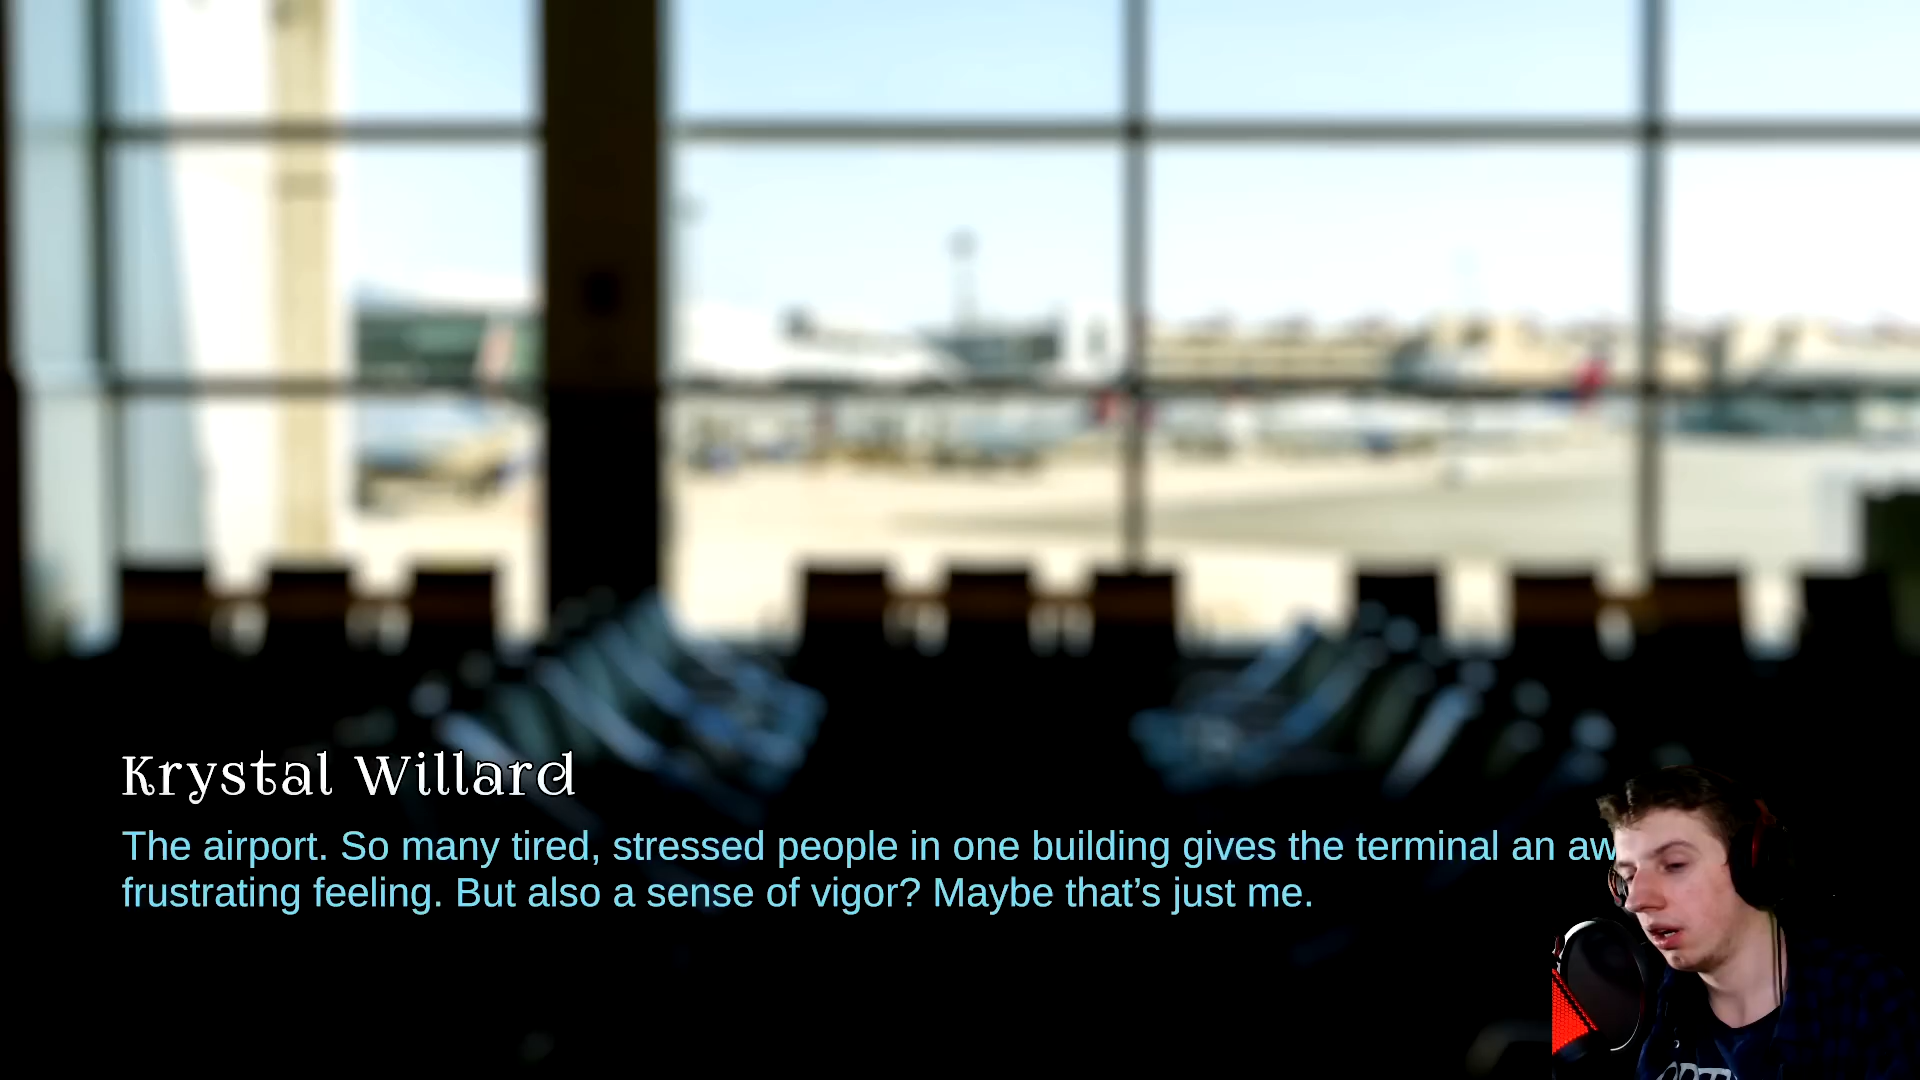 Krystal Willard
The airport. So many tired, stressed people in one building gives the terminal an
frustrating feeling. But also a sense of vigor? Maybe that’s just me.